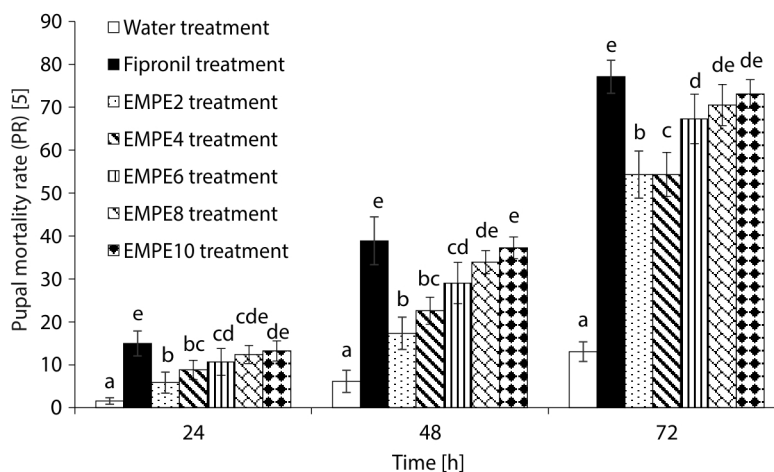 Pupal mortality rate (PR) [5]
90
80
70
60
50
40
30
20
10
0
Water treatment
Fipronil treatment
EMPE2 treatment
EMPE4 treatment
EMPE6 treatment
EMPE8 treatment
EMPE10 treatment
a e b bc cd cde de
a e b bc cd de e
a e b c d de de
24 48 72
Time [h]